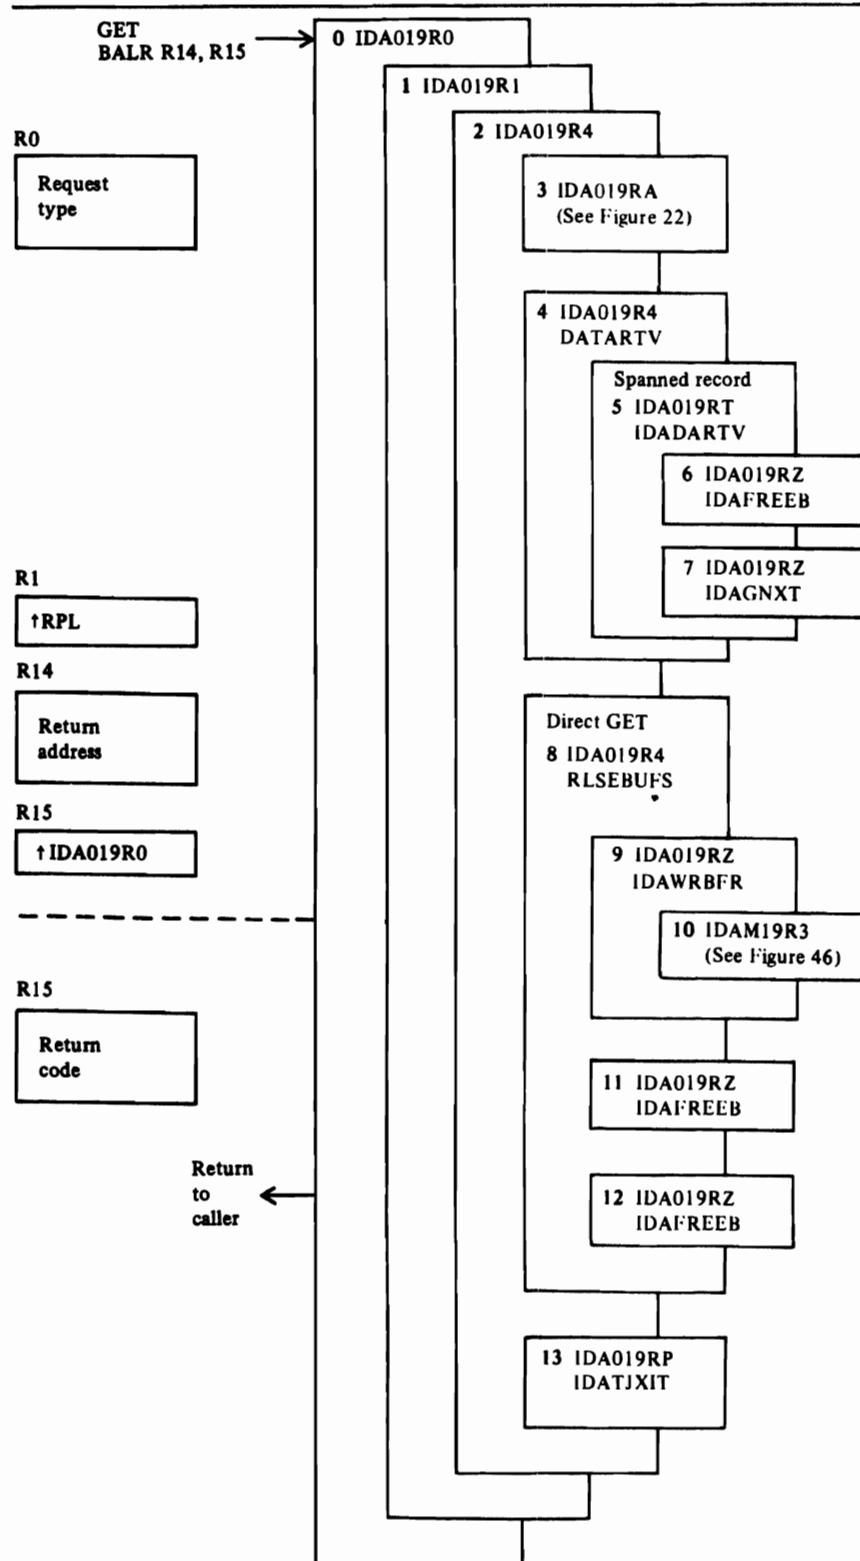 GET
BALR R14, R15
0 IDA019R0
1 IDA019R1
2 IDA019R4
R0
Request
type
3 IDA019RA
(See Figure 22)
4 IDA019R4
DATARTV
Spanned record
5 IDA019RT
IDADARTV
6 IDA019RZ
IDAFREEB
7 IDA019RZ
IDAGNXT
R1
↑RPL
R14
Return
address
Direct GET
8 IDA019R4
RLSEBUFS
R15
↑IDA019R0
9 IDA019RZ
IDAWRBFR
10 IDAM19R3
(See Figure 46)
R15
Return
code
11 IDA019RZ
IDAFREEB
Return
to
caller
12 IDA019RZ
IDAFREEB
13 IDA019RP
IDATJXIT